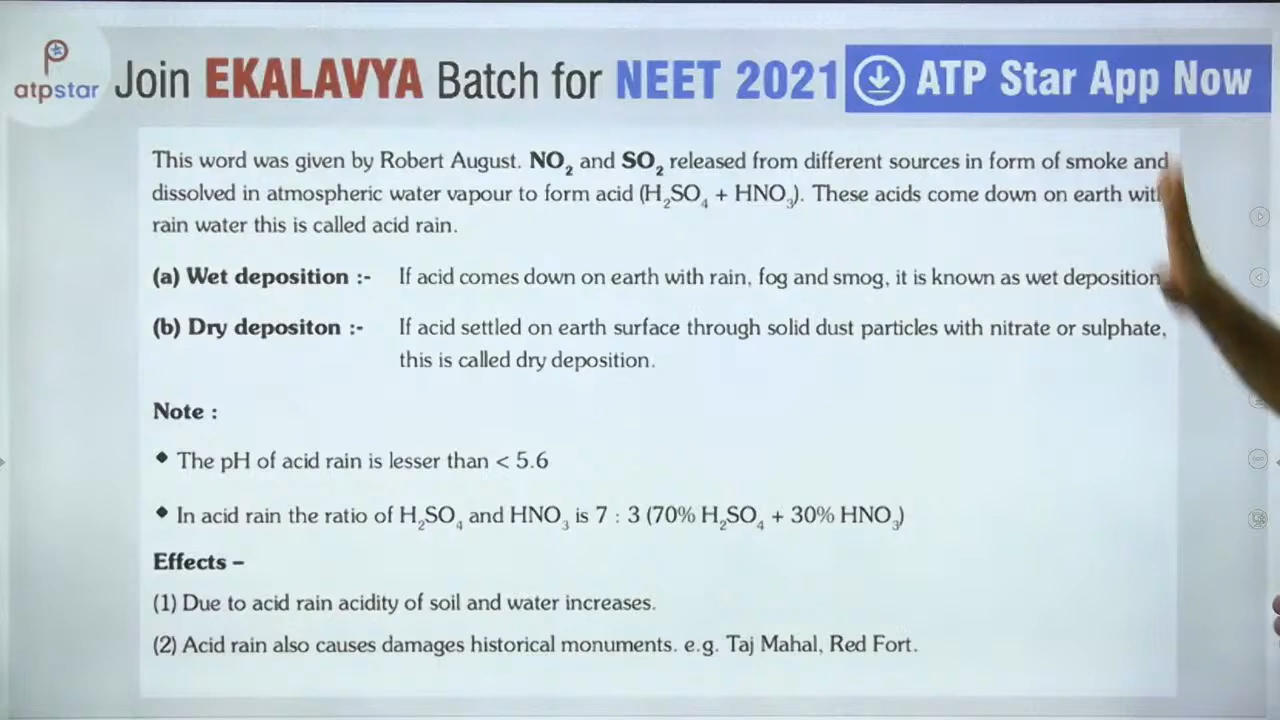 atpstar
Join EKALAVYA Batch for NEET 2021 ATP Star App Now
This word was given by Robert August. NO₂ and SO₂ released from different sources in form of smoke and
dissolved in atmospheric water vapour to form acid (H₂SO₄ + HNO₃). These acids come down on earth with
rain water this is called acid rain.
(a) Wet deposition :- If acid comes down on earth with rain, fog and smog, it is known as wet deposition
(b) Dry depositon :- If acid settled on earth surface through solid dust particles with nitrate or sulphate,
this is called dry deposition.
Note :
◆ The pH of acid rain is lesser than < 5.6
◆ In acid rain the ratio of H₂SO₄ and HNO₃ is 7 : 3 (70% H₂SO₄ + 30% HNO₃)
Effects –
(1) Due to acid rain acidity of soil and water increases.
(2) Acid rain also causes damages historical monuments. e.g. Taj Mahal, Red Fort.